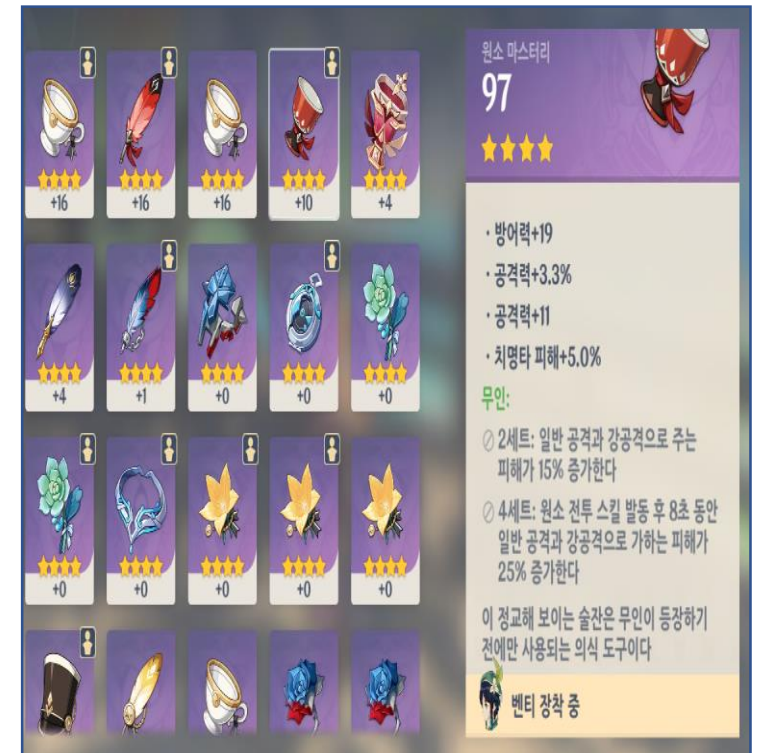 +16
+16
+16
+10
+4
+4
+1
+0
+0
+0
+0
+0
+0
+0
+0
원소 마스터리
97
· 방어력+19
· 공격력+3.3%
· 공격력+11
· 치명타 피해+5.0%
무인:
2세트: 일반 공격과 강공격으로 주는
피해가 15% 증가한다
4세트: 원소 전투 스킬 발동 후 8초 동안
일반 공격과 강공격으로 가하는 피해가
25% 증가한다
이 정교해 보이는 술잔은 무인이 등장하기
전에만 사용되는 의식 도구이다
벤티 장착 중